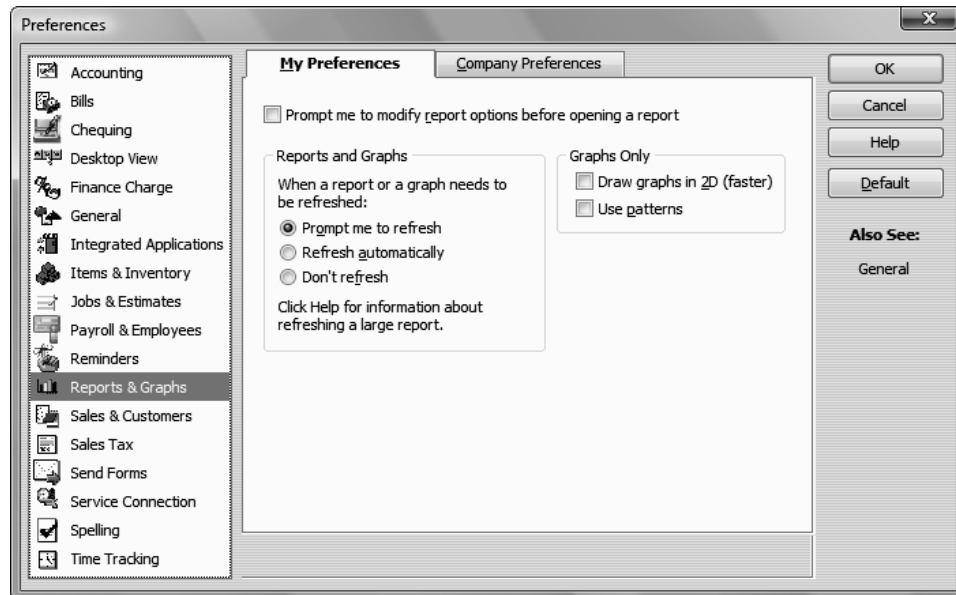 Preferences
Accounting
Bills
Chequing
Desktop View
Finance Charge
General
Integrated Applications
Items & Inventory
Jobs & Estimates
Payroll & Employees
Reminders
Reports & Graphs
Sales & Customers
Sales Tax
Send Forms
Service Connection
Spelling
Time Tracking
My Preferences
Company Preferences
Prompt me to modify report options before opening a report
Reports and Graphs
When a report or a graph needs to
be refreshed:
Prompt me to refresh
Refresh automatically
Don't refresh
Click Help for information about
refreshing a large report.
Graphs Only
Draw graphs in 2D (faster)
Use patterns
OK
Cancel
Help
Default
Also See:
General